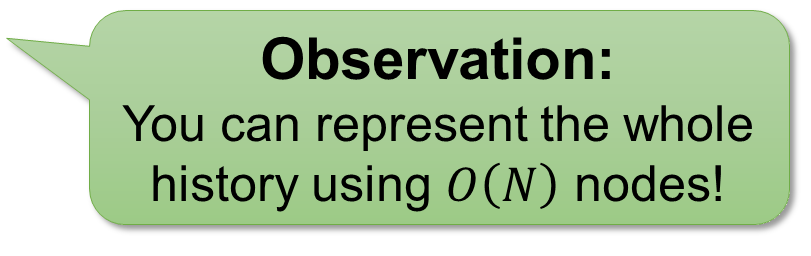 Observation:
You can represent the whole
history using O(N) nodes!